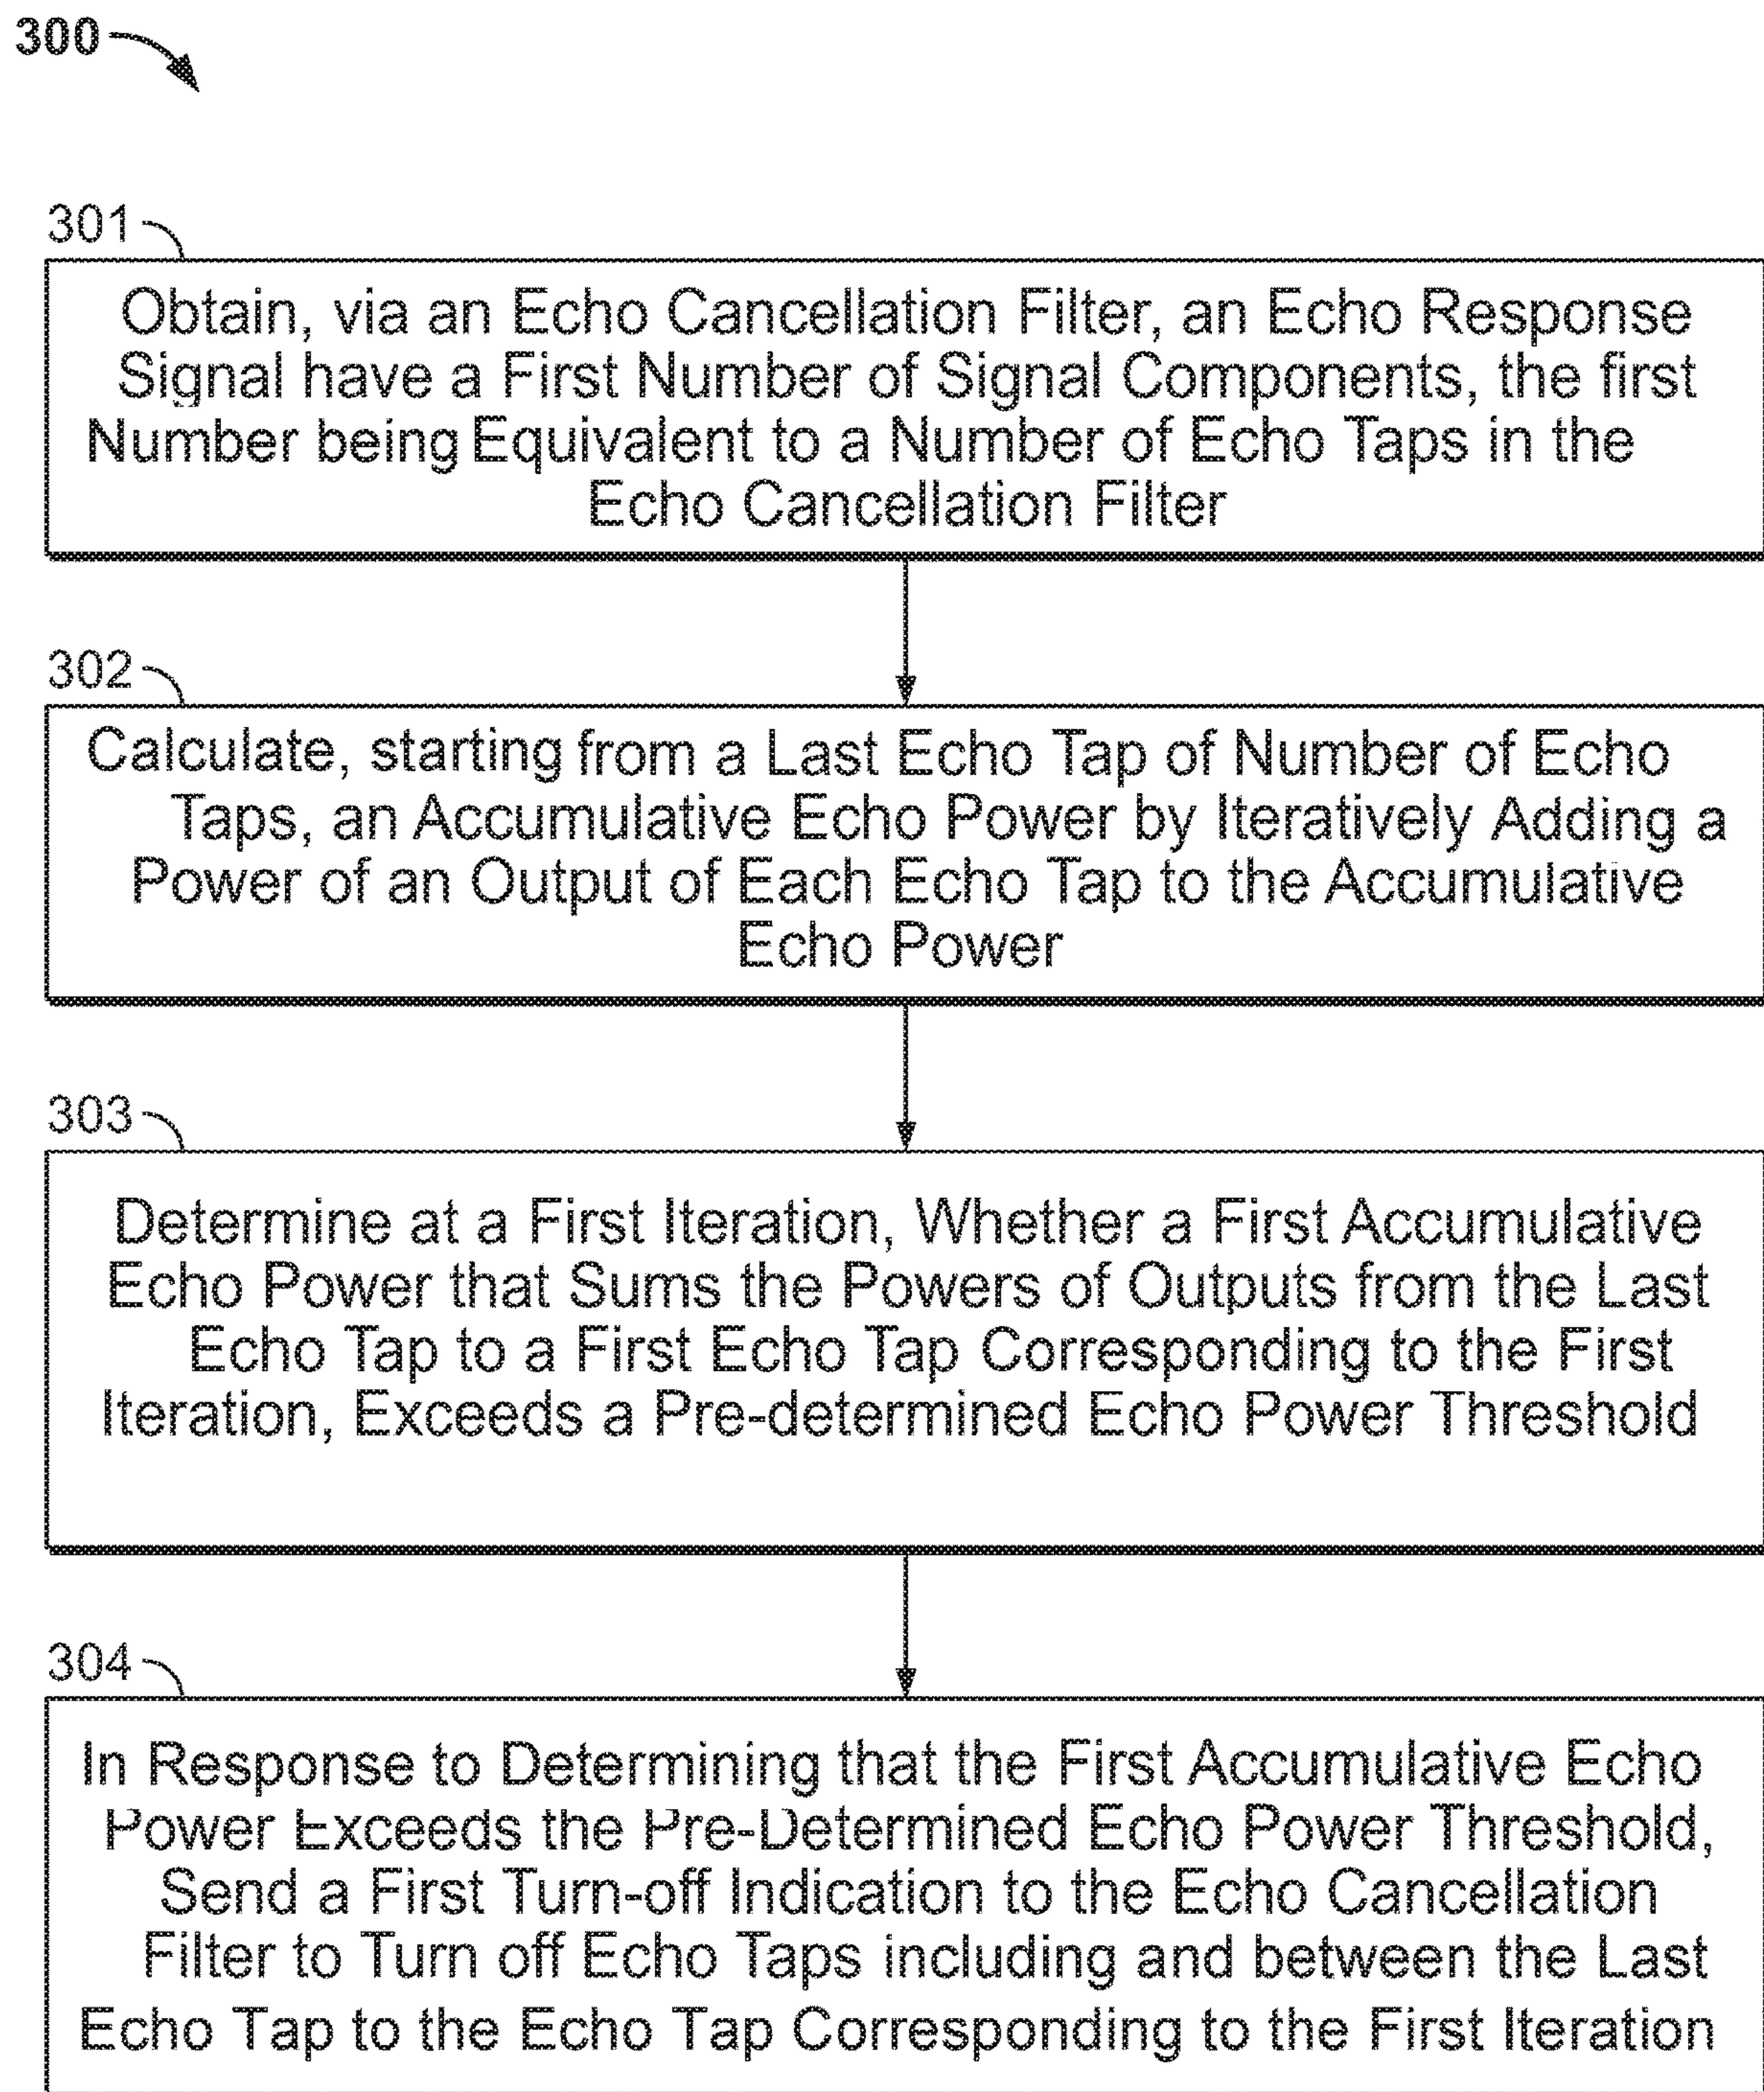 300
301
Obtain, via an Echo Cancellation Filter, an Echo Response
Signal have a First Number of Signal Components, the first
Number being Equivalent to a Number of Echo Taps in the
Echo Cancellation Filter
302
Calculate, starting from a Last Echo Tap of Number of Echo
Taps, an Accumulative Echo Power by Iteratively Adding a
Power of an Output of Each Echo Tap to the Accumulative
Echo Power
303
Determine at a First Iteration, Whether a First Accumulative
Echo Power that Sums the Powers of Outputs from the Last
Echo Tap to a First Echo Tap Corresponding to the First
Iteration, Exceeds a Pre-determined Echo Power Threshold
304
In Response to Determining that the First Accumulative Echo
Power Exceeds the Pre-Determined Echo Power Threshold,
Send a First Turn-off Indication to the Echo Cancellation
Filter to Turn off Echo Taps including and between the Last
Echo Tap to the Echo Tap Corresponding to the First Iteration